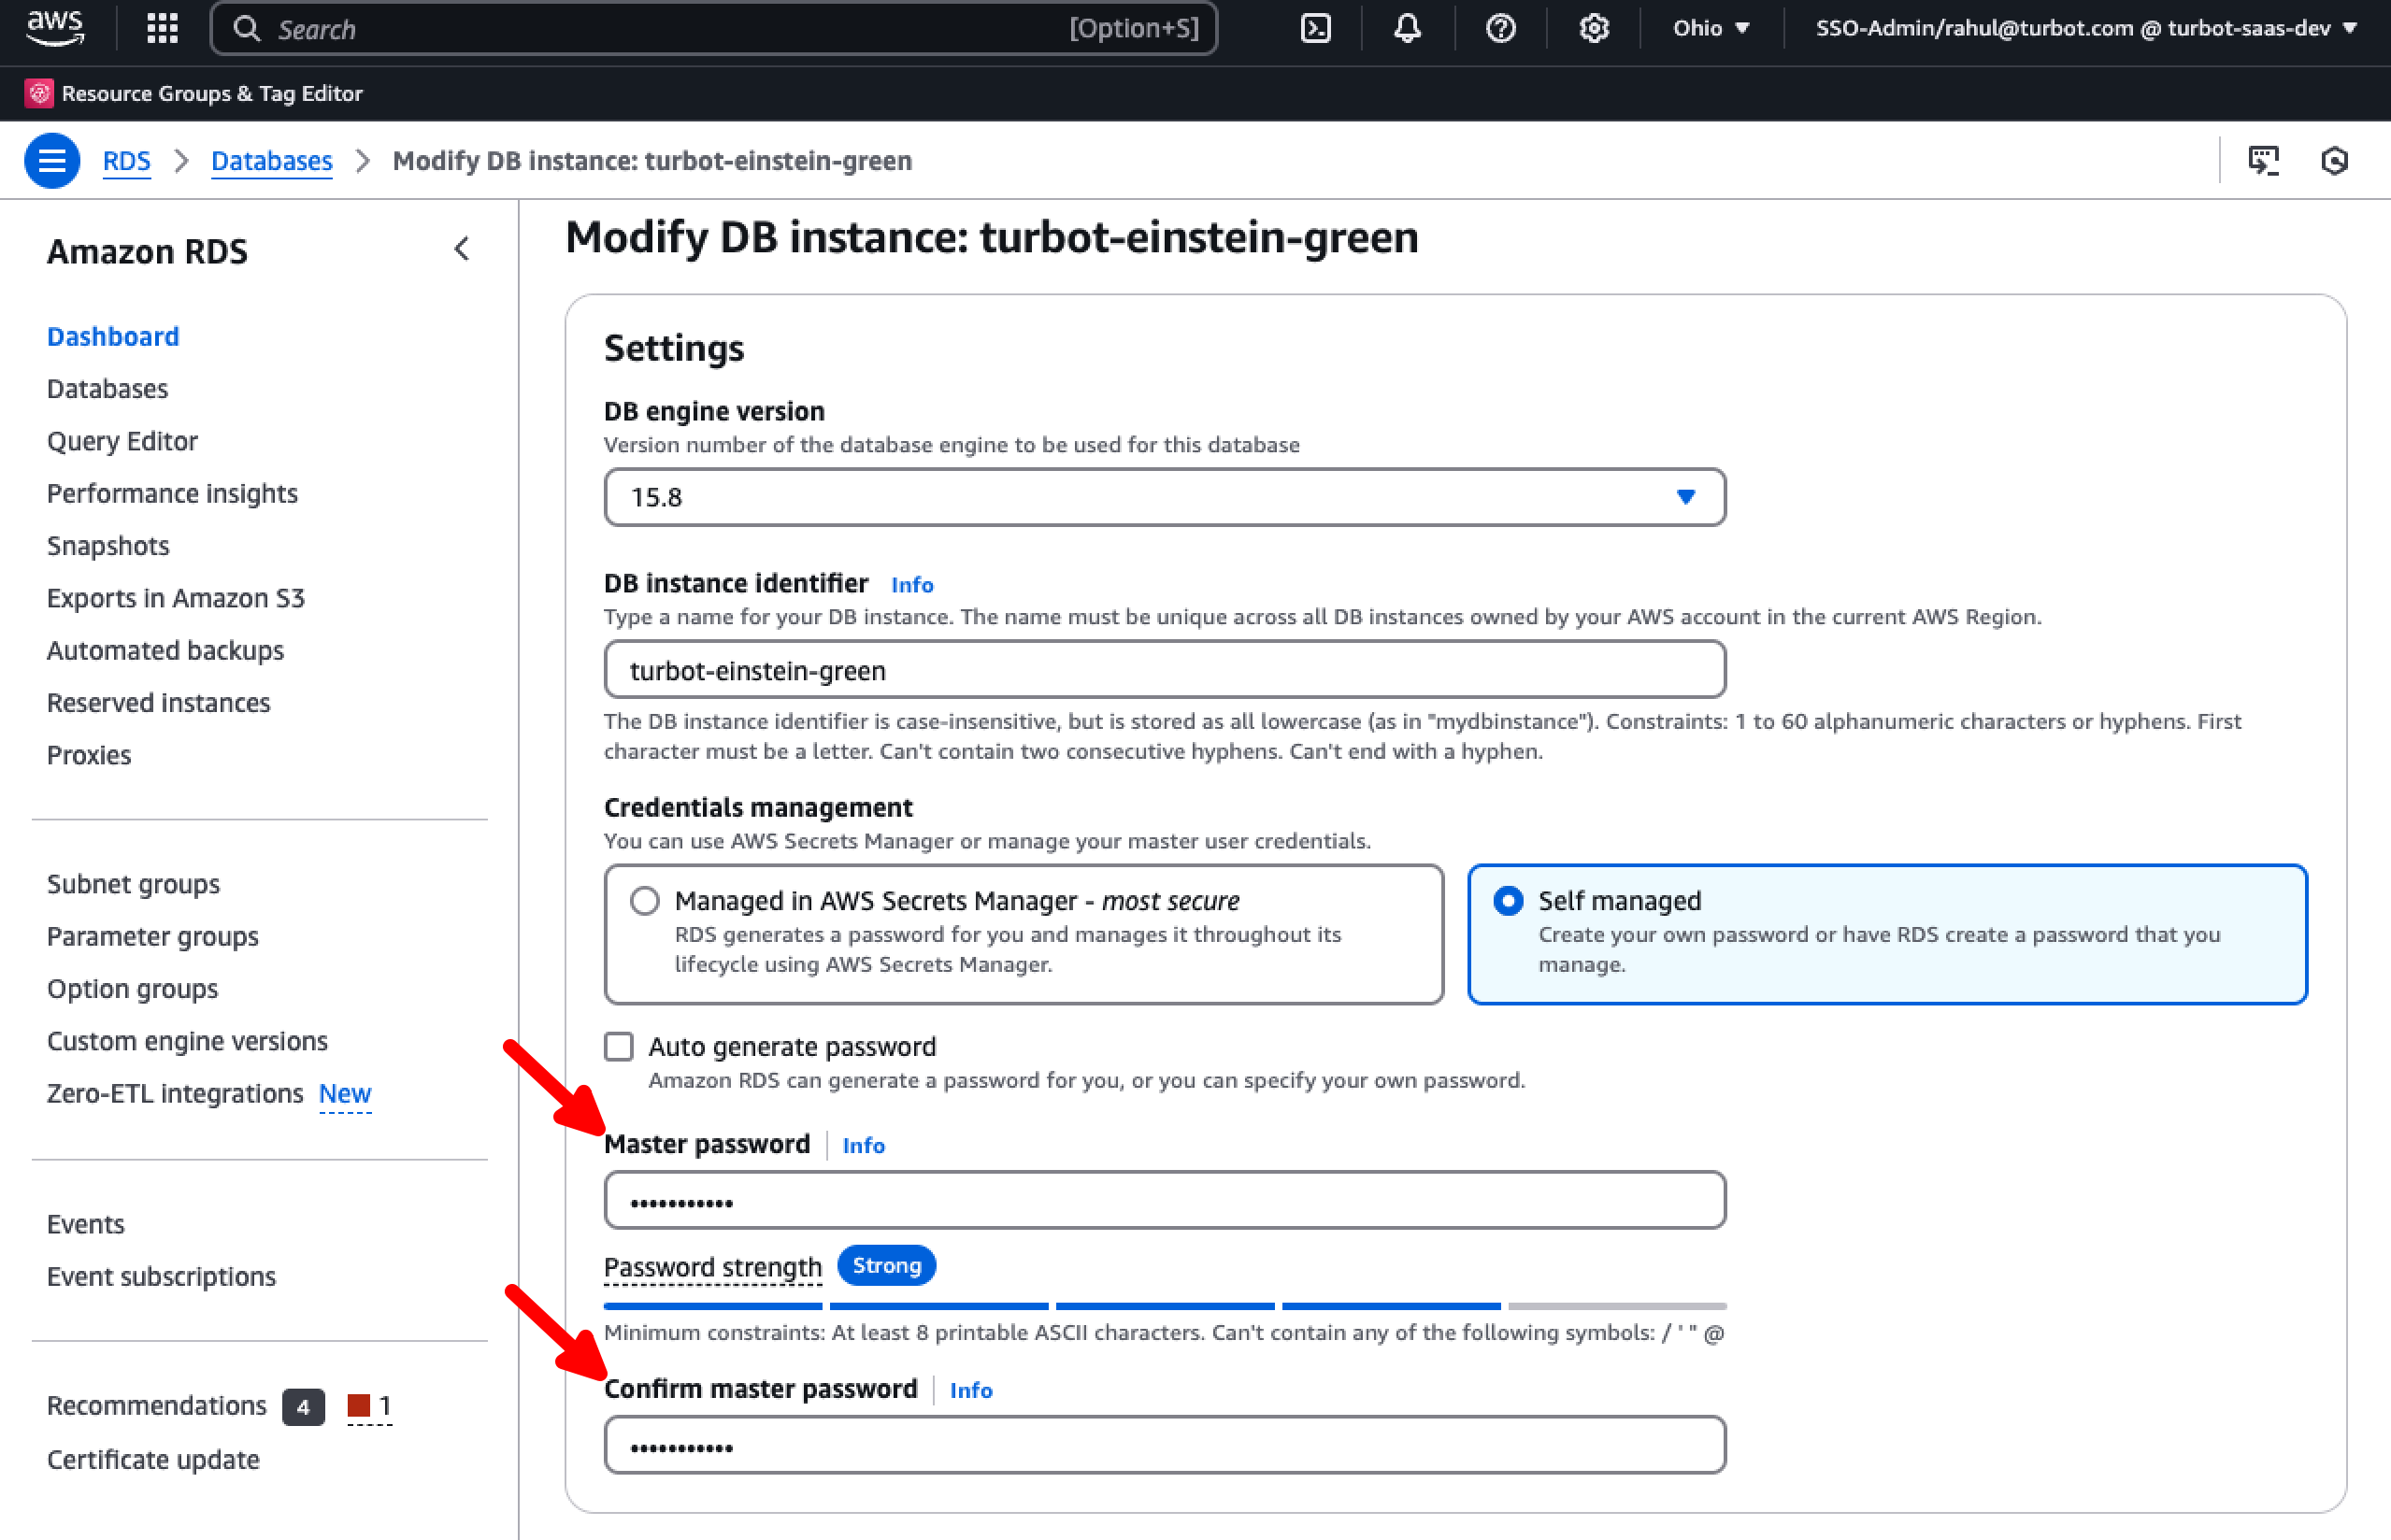 aws
Search
[Option+S]
Ohio
SSO-Admin/rahul@turbot.com @ turbot-saas-dev
Resource Groups & Tag Editor
RDS
Databases
Modify DB instance: turbot-einstein-green
Amazon RDS
Dashboard
Databases
Query Editor
Performance insights
Snapshots
Exports in Amazon S3
Automated backups
Reserved instances
Proxies
Subnet groups
Parameter groups
Option groups
Custom engine versions
Zero-ETL integrations New
Events
Event subscriptions
Recommendations 4 1
Certificate update
Modify DB instance: turbot-einstein-green
Settings
DB engine version
Version number of the database engine to be used for this database
15.8
DB instance identifier Info
Type a name for your DB instance. The name must be unique across all DB instances owned by your AWS account in the current AWS Region.
turbot-einstein-green
The DB instance identifier is case-insensitive, but is stored as all lowercase (as in "mydbinstance"). Constraints: 1 to 60 alphanumeric characters or hyphens. First
character must be a letter. Can't contain two consecutive hyphens. Can't end with a hyphen.
Credentials management
You can use AWS Secrets Manager or manage your master user credentials.
Managed in AWS Secrets Manager - most secure
RDS generates a password for you and manages it throughout its
lifecycle using AWS Secrets Manager.
Self managed
Create your own password or have RDS create a password that you
manage.
Auto generate password
Amazon RDS can generate a password for you, or you can specify your own password.
Master password Info
•••••••••••
Password strength Strong
Minimum constraints: At least 8 printable ASCII characters. Can't contain any of the following symbols: / ' " @
Confirm master password Info
•••••••••••